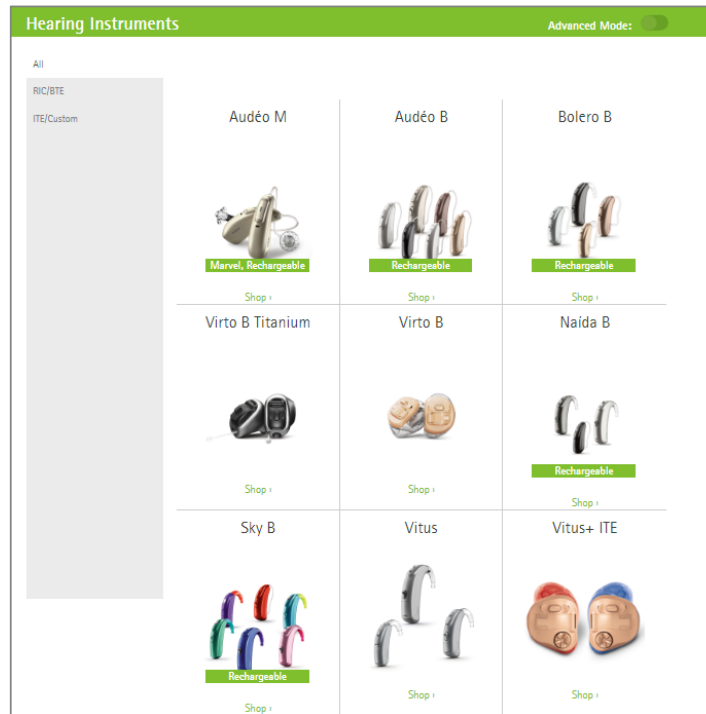 Hearing Instruments
Advanced Mode:
All
RIC/BTE
ITE/Custom
Audéo M
Marvel, Rechargeable
Shop ›
Audéo B
Rechargeable
Shop ›
Bolero B
Rechargeable
Shop ›
Virto B Titanium
Shop ›
Virto B
Shop ›
Naída B
Rechargeable
Shop ›
Sky B
Rechargeable
Shop ›
Vitus
Shop ›
Vitus+ ITE
Shop ›